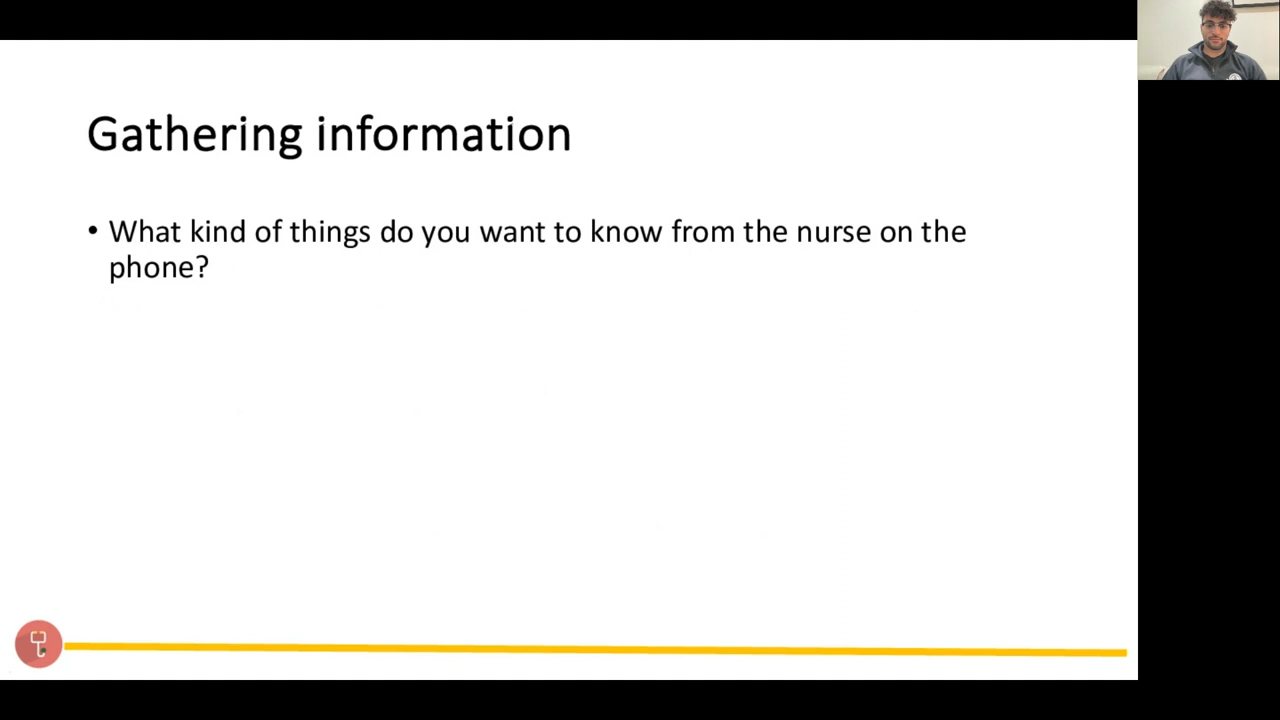 Gathering information
• What kind of things do you want to know from the nurse on the
phone?